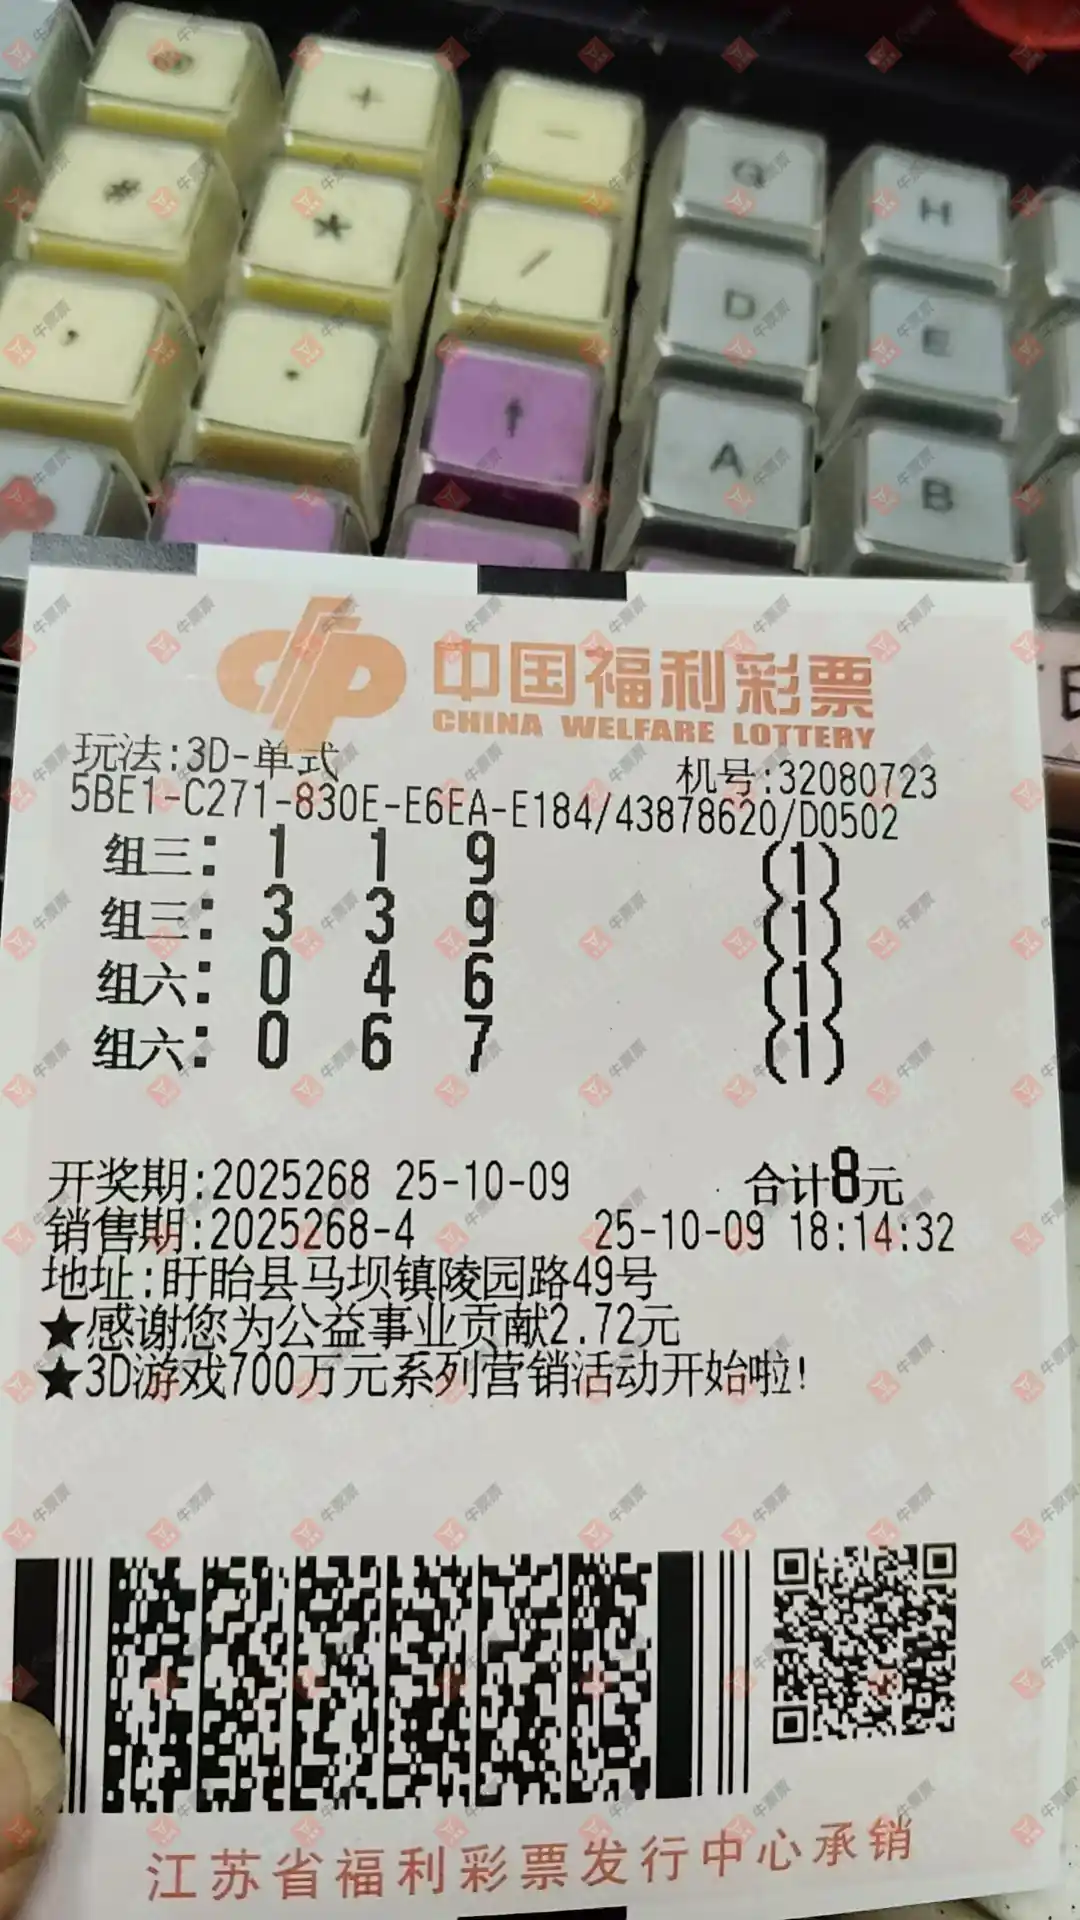 +
-
G
H
#
*
/
D
E
,
.
↑
A
B
中国福利彩票
CHINA WELFARE LOTTERY
玩法:3D-单式
机号:32080723
5BE1-C271-830E-E6EA-E184/43878620/D0502
组三: 1 1 9 (1)
组三: 3 3 9 (1)
组六: 0 4 6 (1)
组六: 0 6 7 (1)
开奖期:2025268 25-10-09 合计8元
销售期:2025268-4 25-10-09 18:14:32
地址:盱眙县马坝镇陵园路49号
★感谢您为公益事业贡献2.72元
★3D游戏700万元系列营销活动开始啦!
江苏省福利彩票发行中心承销
牛票票